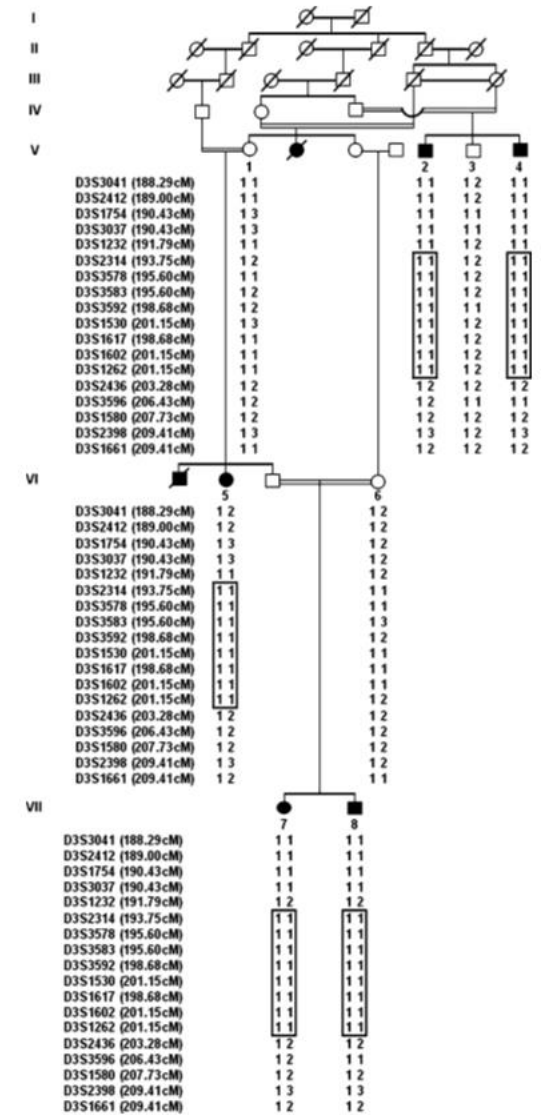 I
II
III
IV
V
1 2 3 4
D3S3041 (188.29cM) 1 1 1 1 1 2 1 1
D3S2412 (189.00cM) 1 1 1 1 1 2 1 1
D3S1754 (190.43cM) 1 3 1 1 1 1 1 1
D3S3037 (190.43cM) 1 3 1 1 1 1 1 1
D3S1232 (191.79cM) 1 1 1 1 1 2 1 1
D3S2314 (193.75cM) 1 2 1 1 1 2 1 1
D3S3578 (195.60cM) 1 1 1 1 1 2 1 1
D3S3583 (195.60cM) 1 2 1 1 1 2 1 1
D3S3592 (198.68cM) 1 2 1 1 1 1 1 1
D3S1530 (201.15cM) 1 3 1 1 1 2 1 1
D3S1617 (198.68cM) 1 1 1 1 1 2 1 1
D3S1602 (201.15cM) 1 1 1 1 1 2 1 1
D3S1262 (201.15cM) 1 1 1 1 1 2 1 1
D3S2436 (203.28cM) 1 2 1 2 1 2 1 2
D3S3596 (206.43cM) 1 2 1 2 1 1 1 1
D3S1580 (207.73cM) 1 2 1 2 1 2 1 2
D3S2398 (209.41cM) 1 3 1 3 1 2 1 3
D3S1661 (209.41cM) 1 1 1 2 1 2 1 2
VI
5 6
D3S3041 (188.29cM) 1 2 1 2
D3S2412 (189.00cM) 1 2 1 2
D3S1754 (190.43cM) 1 3 1 2
D3S3037 (190.43cM) 1 3 1 2
D3S1232 (191.79cM) 1 1 1 2
D3S2314 (193.75cM) 1 1 1 1
D3S3578 (195.60cM) 1 1 1 1
D3S3583 (195.60cM) 1 1 1 3
D3S3592 (198.68cM) 1 1 1 2
D3S1530 (201.15cM) 1 1 1 1
D3S1617 (198.68cM) 1 1 1 1
D3S1602 (201.15cM) 1 1 1 1
D3S1262 (201.15cM) 1 1 1 1
D3S2436 (203.28cM) 1 2 1 2
D3S3596 (206.43cM) 1 2 1 2
D3S1580 (207.73cM) 1 2 1 2
D3S2398 (209.41cM) 1 3 1 2
D3S1661 (209.41cM) 1 2 1 1
VII
7 8
D3S3041 (188.29cM) 1 1 1 1
D3S2412 (189.00cM) 1 1 1 1
D3S1754 (190.43cM) 1 1 1 1
D3S3037 (190.43cM) 1 1 1 1
D3S1232 (191.79cM) 1 2 1 2
D3S2314 (193.75cM) 1 1 1 1
D3S3578 (195.60cM) 1 1 1 1
D3S3583 (195.60cM) 1 1 1 1
D3S3592 (198.68cM) 1 1 1 1
D3S1530 (201.15cM) 1 1 1 1
D3S1617 (198.68cM) 1 1 1 1
D3S1602 (201.15cM) 1 1 1 1
D3S1262 (201.15cM) 1 1 1 1
D3S2436 (203.28cM) 1 2 1 2
D3S3596 (206.43cM) 1 2 1 1
D3S1580 (207.73cM) 1 2 1 2
D3S2398 (209.41cM) 1 3 1 3
D3S1661 (209.41cM) 1 2 1 2